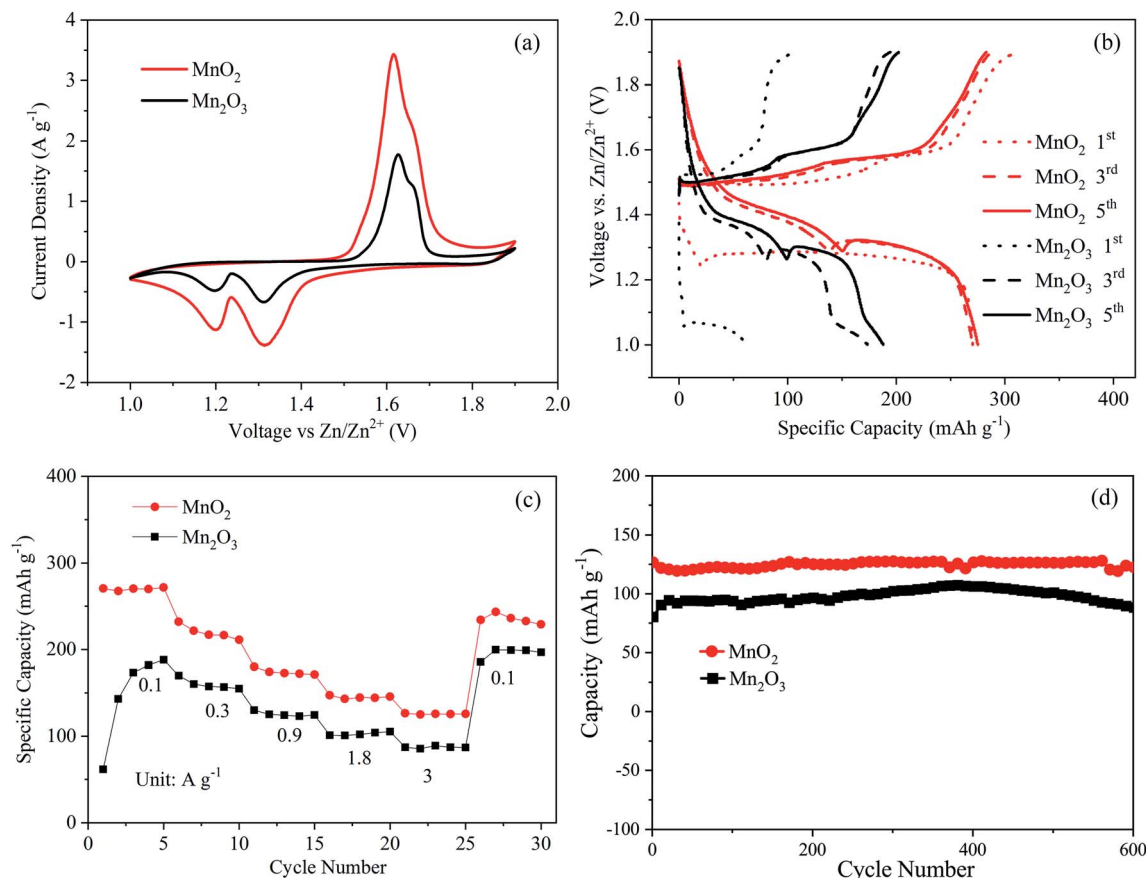 (a)
MnO₂
Mn₂O₃
Current Density (A g⁻¹)
4
3
2
1
0
-1
-2
1.0 1.2 1.4 1.6 1.8 2.0
Voltage vs Zn/Zn²⁺ (V)
(b)
Voltage vs. Zn/Zn²⁺ (V)
2.0
1.8
1.6
1.4
1.2
1.0
MnO₂ 1ˢᵗ
MnO₂ 3ʳᵈ
MnO₂ 5ᵗʰ
Mn₂O₃ 1ˢᵗ
Mn₂O₃ 3ʳᵈ
Mn₂O₃ 5ᵗʰ
0 100 200 300 400
Specific Capacity (mAh g⁻¹)
(c)
MnO₂
Mn₂O₃
Specific Capacity (mAh g⁻¹)
400
300
200
100
0
0.1
0.3
0.9
1.8
3
0.1
Unit: A g⁻¹
0 5 10 15 20 25 30
Cycle Number
(d)
Capacity (mAh g⁻¹)
200
150
100
50
0
-50
-100
MnO₂
Mn₂O₃
0 200 400 600
Cycle Number